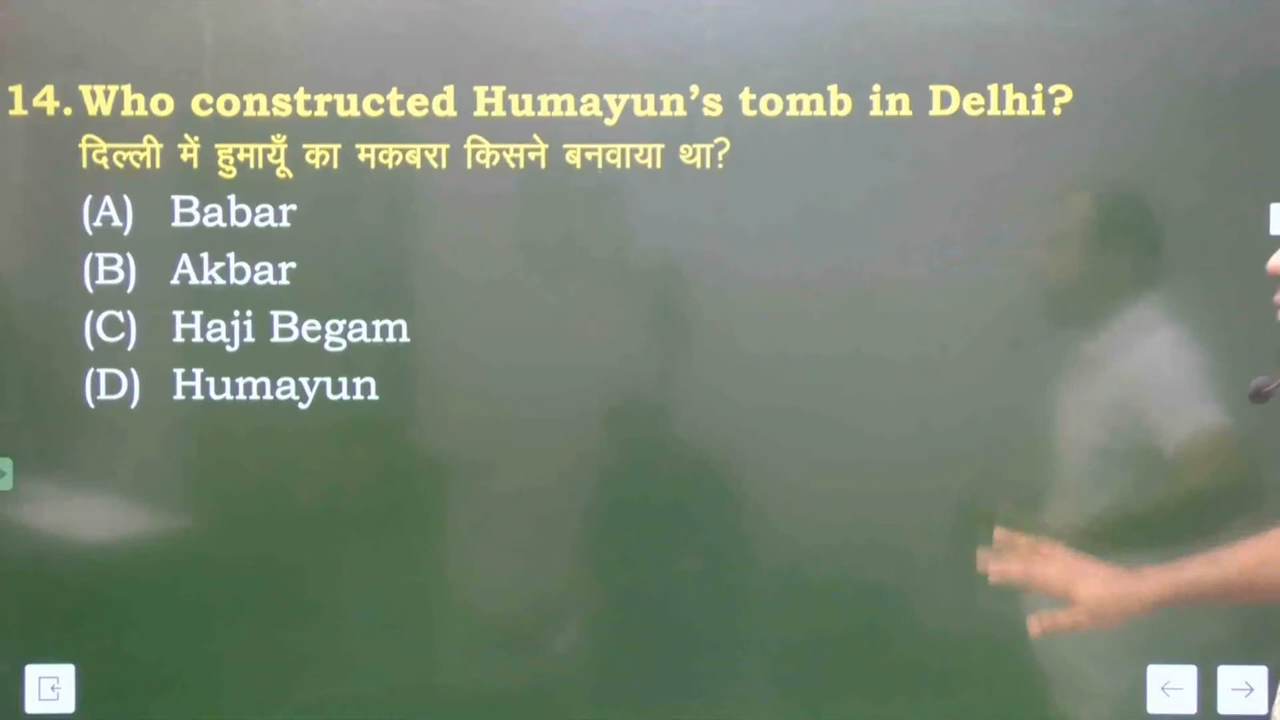 14. Who constructed Humayun's tomb in Delhi?
दिल्ली में हुमायूँ का मकबरा किसने बनवाया था?
(A) Babar
(B) Akbar
(C) Haji Begam
(D) Humayun